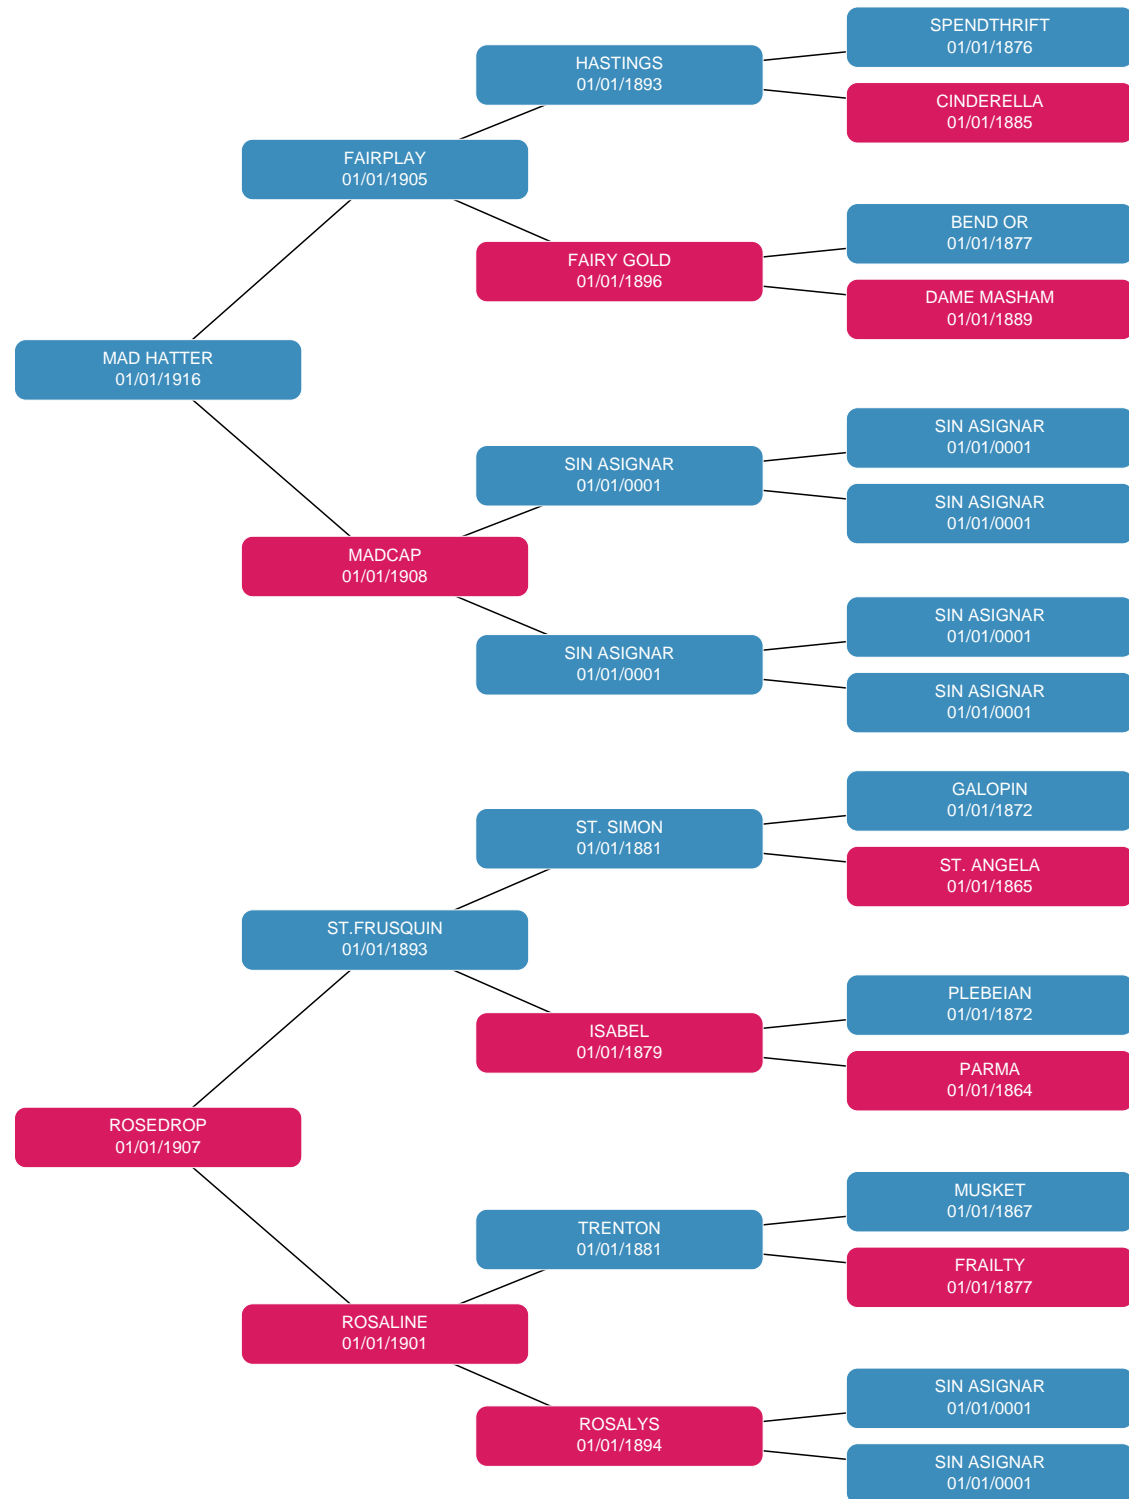 SPENDTHRIFT
01/01/1876
HASTINGS
01/01/1893
CINDERELLA
01/01/1885
FAIRPLAY
01/01/1905
BEND OR
01/01/1877
FAIRY GOLD
01/01/1896
DAME MASHAM
01/01/1889
MAD HATTER
01/01/1916
SIN ASIGNAR
01/01/0001
SIN ASIGNAR
01/01/0001
SIN ASIGNAR
01/01/0001
MADCAP
01/01/1908
SIN ASIGNAR
01/01/0001
SIN ASIGNAR
01/01/0001
SIN ASIGNAR
01/01/0001
GALOPIN
01/01/1872
ST. SIMON
01/01/1881
ST. ANGELA
01/01/1865
ST.FRUSQUIN
01/01/1893
PLEBEIAN
01/01/1872
ISABEL
01/01/1879
PARMA
01/01/1864
ROSEDROP
01/01/1907
MUSKET
01/01/1867
TRENTON
01/01/1881
FRAILTY
01/01/1877
ROSALINE
01/01/1901
SIN ASIGNAR
01/01/0001
ROSALYS
01/01/1894
SIN ASIGNAR
01/01/0001